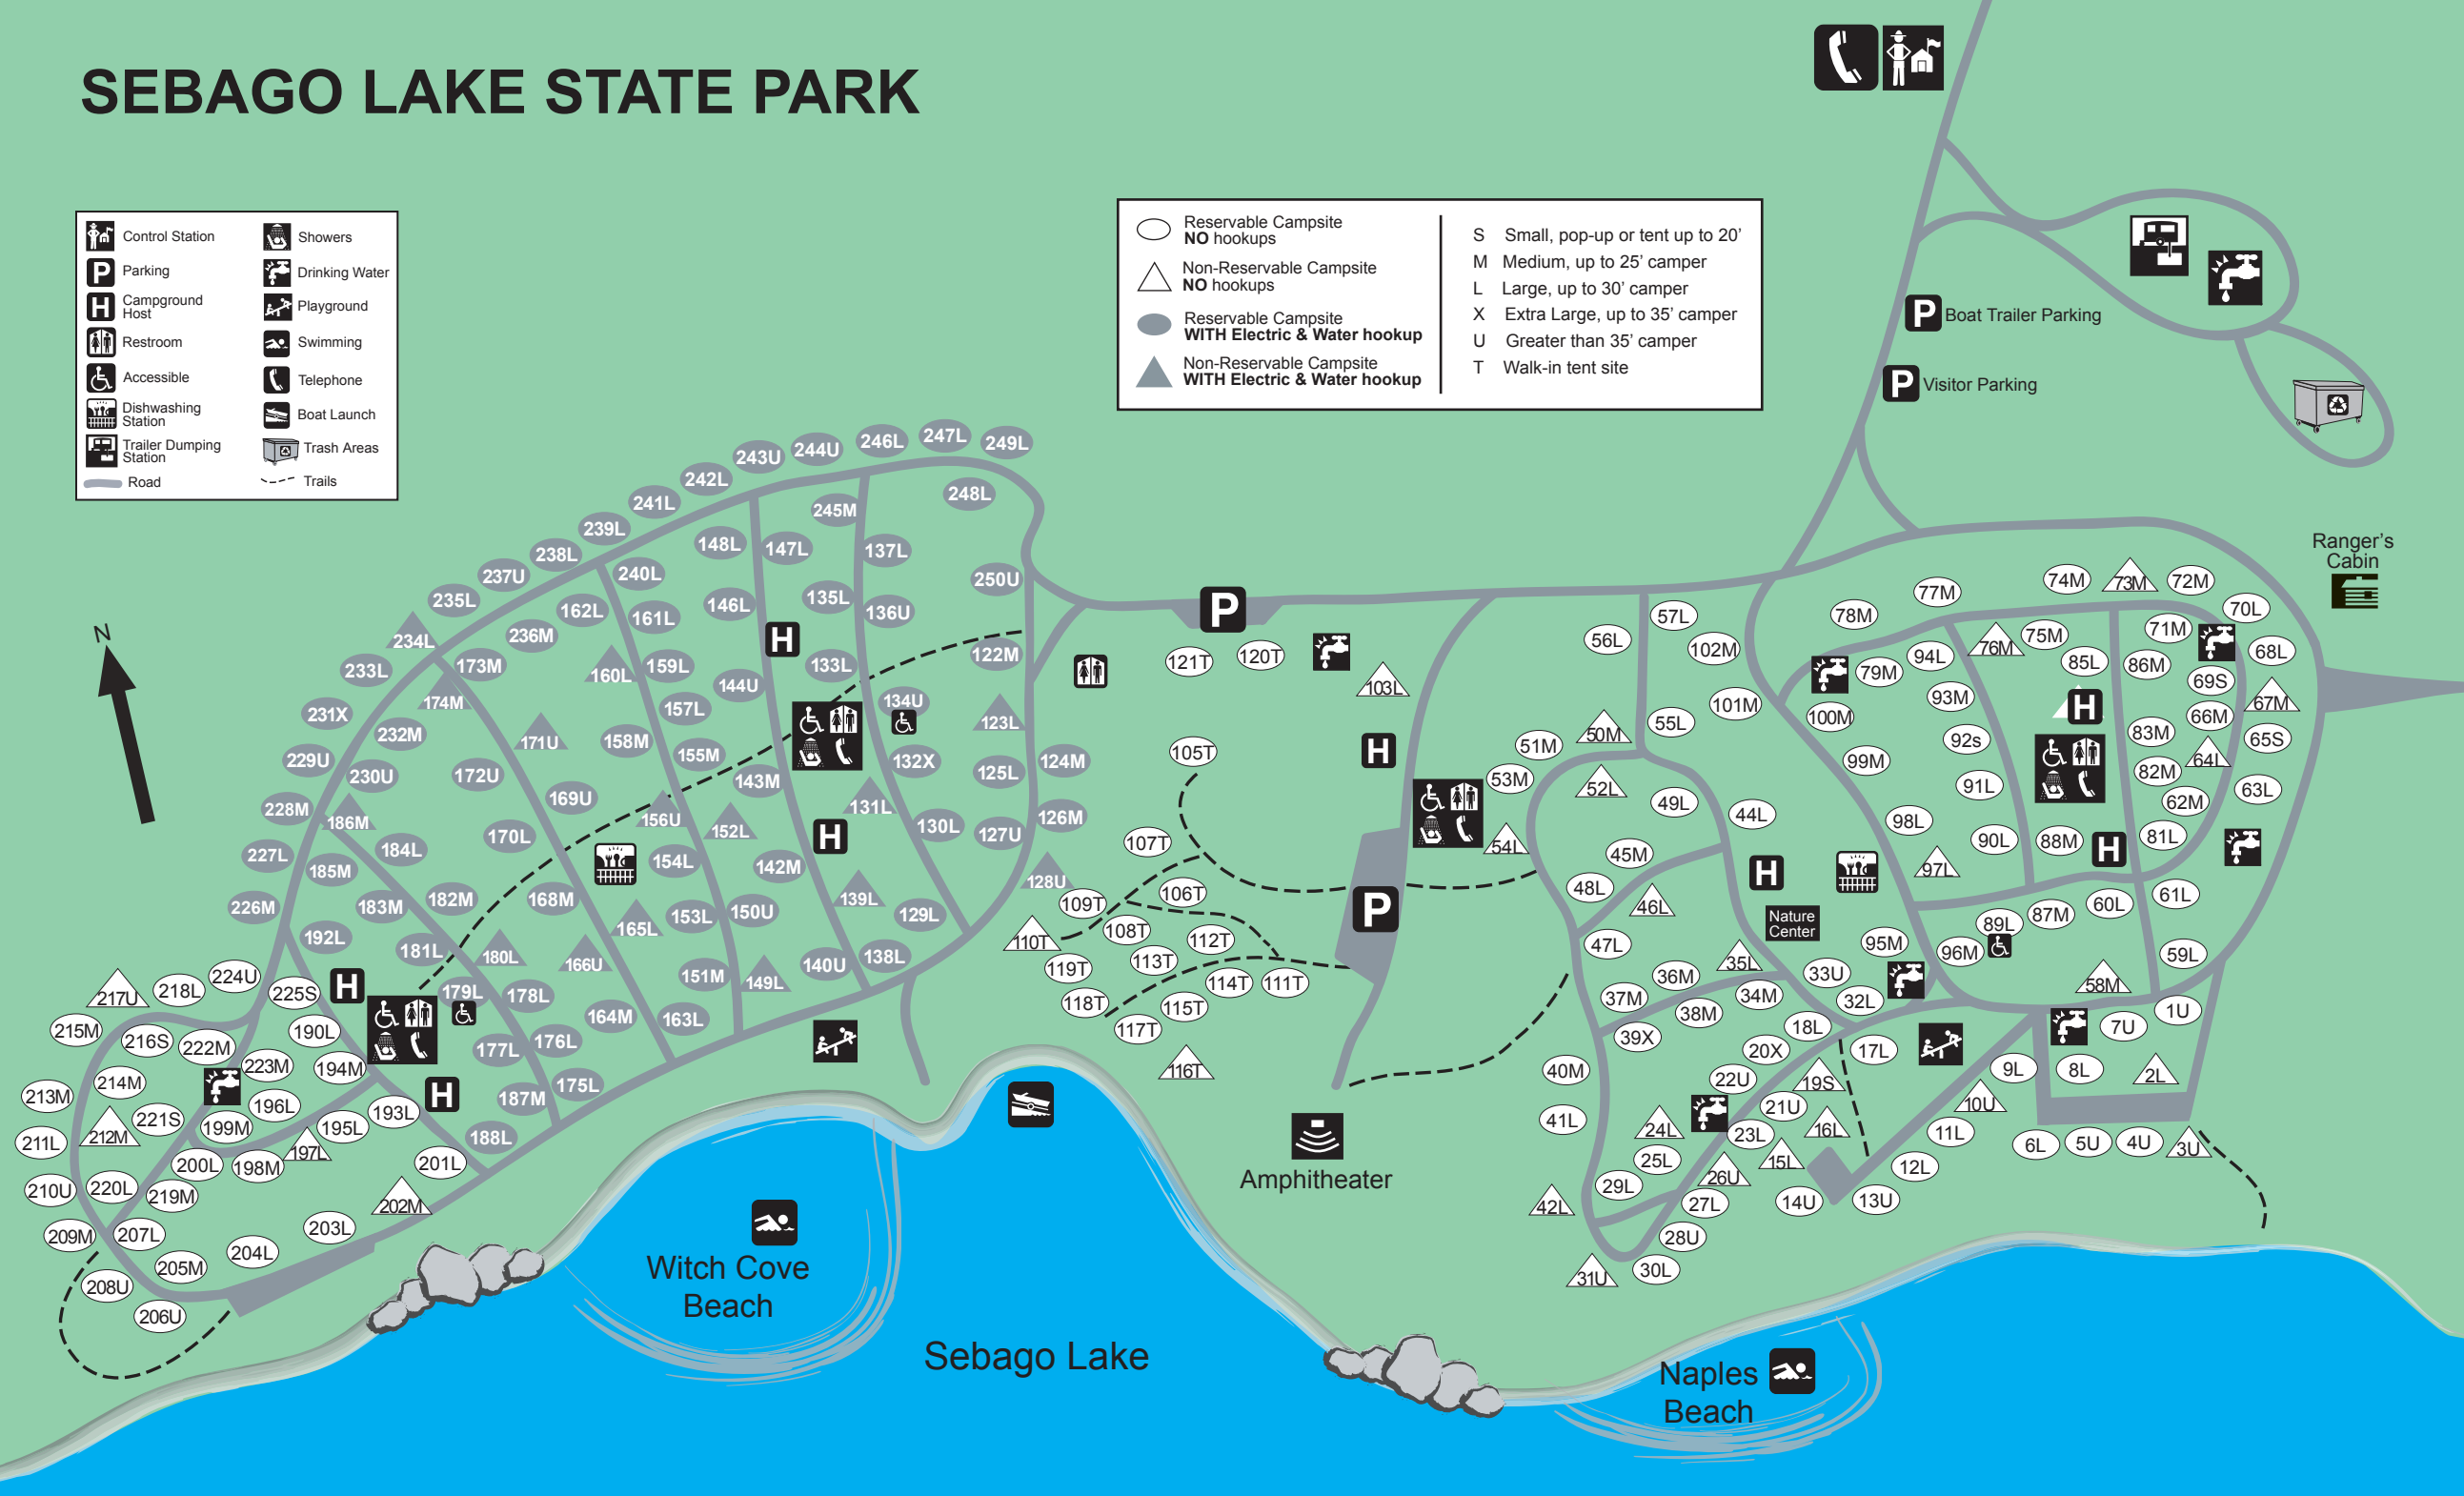 SEBAGO LAKE STATE PARK
Control Station
Parking
Campground
Host
Restroom
Accessible
Dishwashing
Station
Trailer Dumping
Station
Road
Showers
Drinking Water
Playground
Swimming
Telephone
Boat Launch
Trash Areas
Trails
Reservable Campsite
NO hookups
Non-Reservable Campsite
NO hookups
Reservable Campsite
WITH Electric & Water hookup
Non-Reservable Campsite
WITH Electric & Water hookup
S Small, pop-up or tent up to 20’
M Medium, up to 25’ camper
L Large, up to 30’ camper
X Extra Large, up to 35’ camper
U Greater than 35’ camper
T Walk-in tent site
P Boat Trailer Parking
P Visitor Parking
Ranger's
Cabin
N
243U 244U 246L 247L 249L
242L
241L 245M 248L
239L
238L 148L 147L 137L
237U 240L 250U
235L 162L 161L 146L 135L 136U
234L 236M H
233L 173M 160L 159L 133L 122M
174M 144U 134U
231X 157L 123L
232M 171U 158M 155M
229U 230U 172U 143M 132X 125L 124M
228M 186M 169U 156U 152L 131L 126M
170L H 130L 127U
227L 184L 154L 142M
185M 128U
226M 183M 182M 168M 153L 150U 139L 129L
192L 181L 180L 165L 138L
166U 151M 149L 140U
217U 218L 224U 225S H 179L 178L
215M 216S 190L 164M 163L
222M 177L 176L
214M 223M 194M
213M 196L H 187M 175L
221S 193L
211L 212M 199M 195L 188L
197L
200L 198M 201L
210U 220L 219M 202M
209M 207L 203L
205M 204L
208U
206U
P
121T 120T 103L
105T H
107T
109T 106T P
110T 108T 112T
119T 113T
118T 114T 111T
115T
117T
116T
56L 57L 102M
50M 55L 101M
51M
53M 52L 49L 44L
54L 45M
48L 46L H
Nature
Center
47L
36M 35L 33U
37M 38M 34M 32L
39X 18L
20X 17L
40M 22U 19S
21U
41L 24L 23L 16L
25L 15L
29L 26U
42L 27L 14U 13U
28U
31U 30L
78M 77M 74M 73M 72M
70L
79M 94L 76M 75M 71M 68L
85L 86M
93M 69S 67M
100M H 66M
99M 92s 83M 65S
64L
91L 82M
62M 63L
98L 90L 88M H 81L
97L
60L 61L
89L 87M
95M 96M 59L
58M
1U
7U
9L 8L 2L
10U
11L 6L 5U 4U 3U
12L
Amphitheater
Witch Cove
Beach
Sebago Lake
Naples
Beach